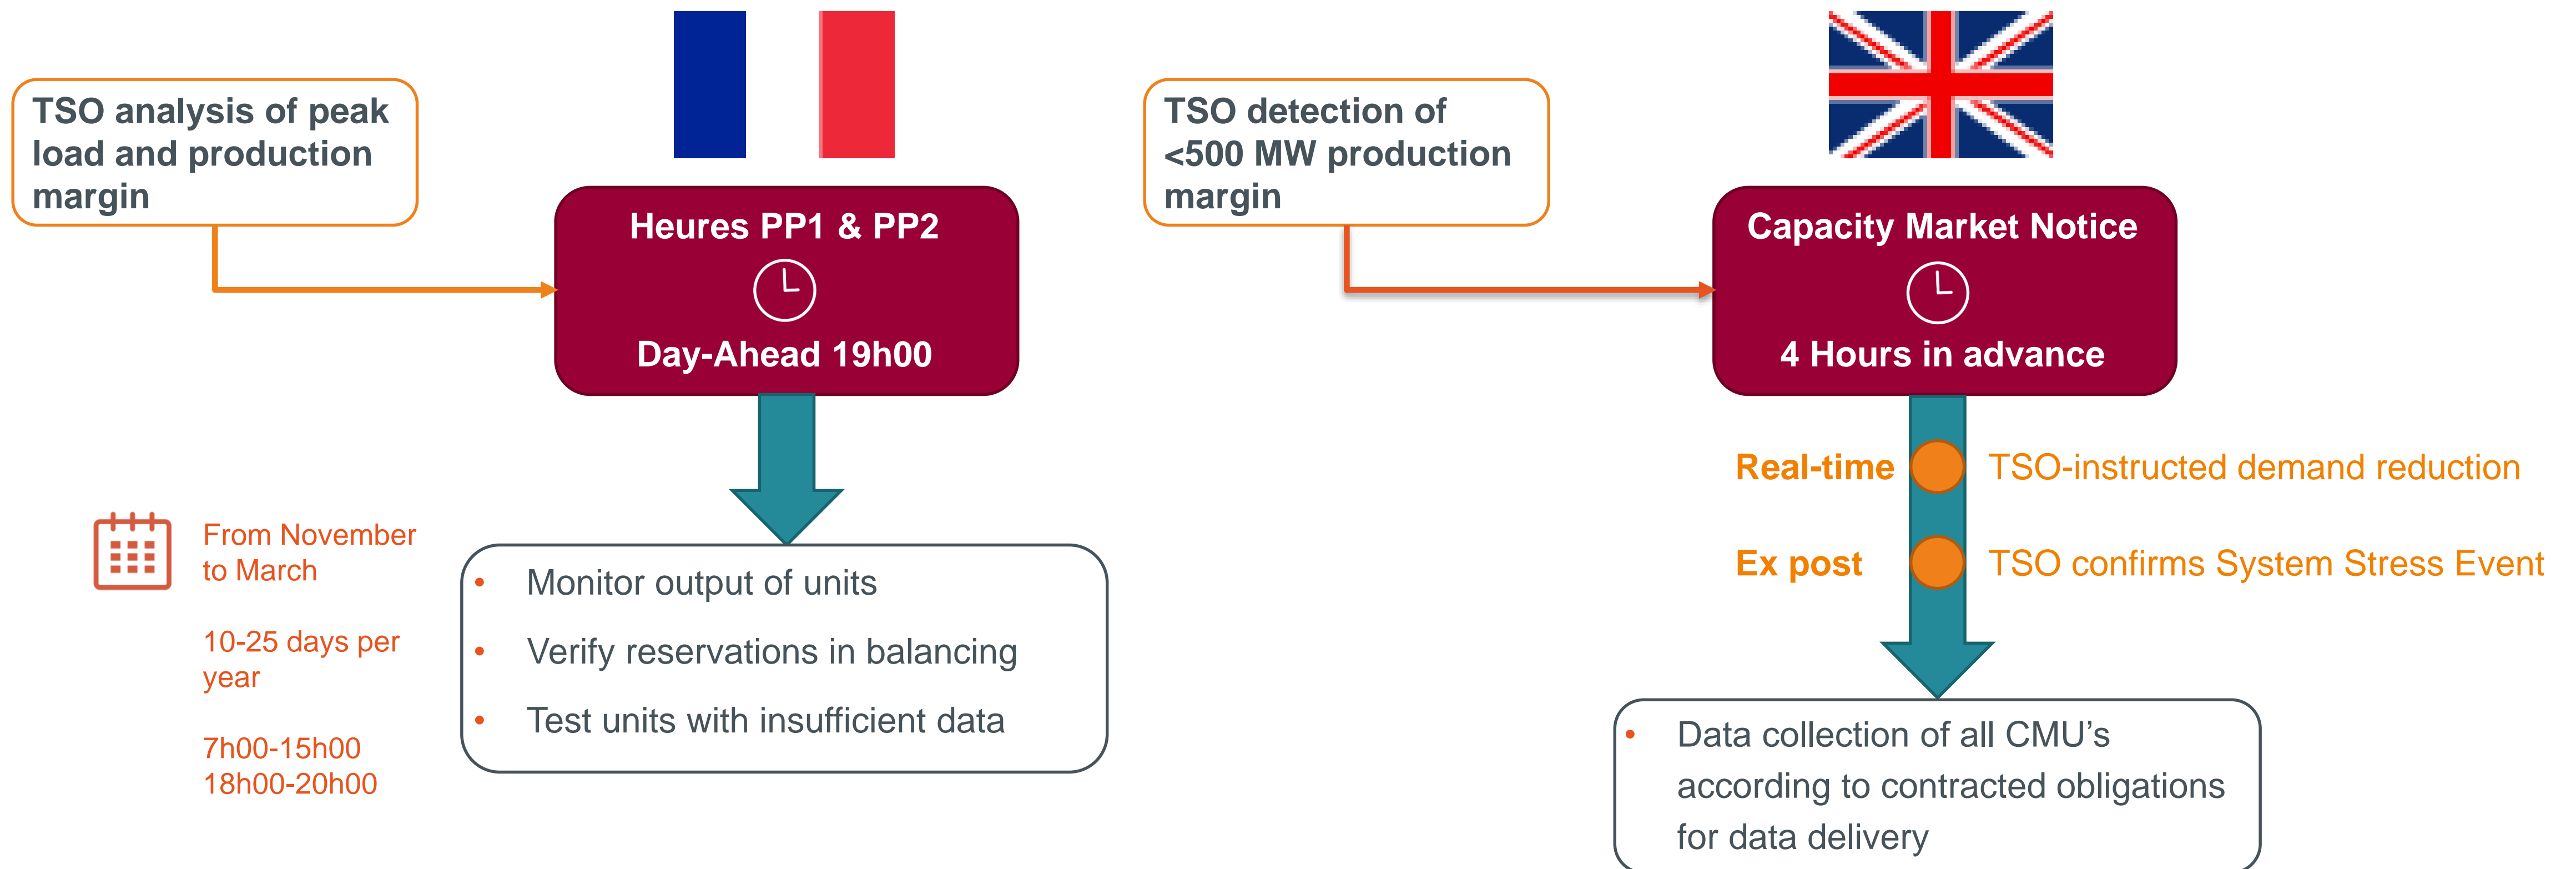 TSO analysis of peak
load and production
margin
Heures PP1 & PP2
Day-Ahead 19h00
From November
to March
10-25 days per
year
7h00-15h00
18h00-20h00
• Monitor output of units
• Verify reservations in balancing
• Test units with insufficient data
TSO detection of
<500 MW production
margin
Capacity Market Notice
4 Hours in advance
Real-time TSO-instructed demand reduction
Ex post TSO confirms System Stress Event
• Data collection of all CMU’s
according to contracted obligations
for data delivery